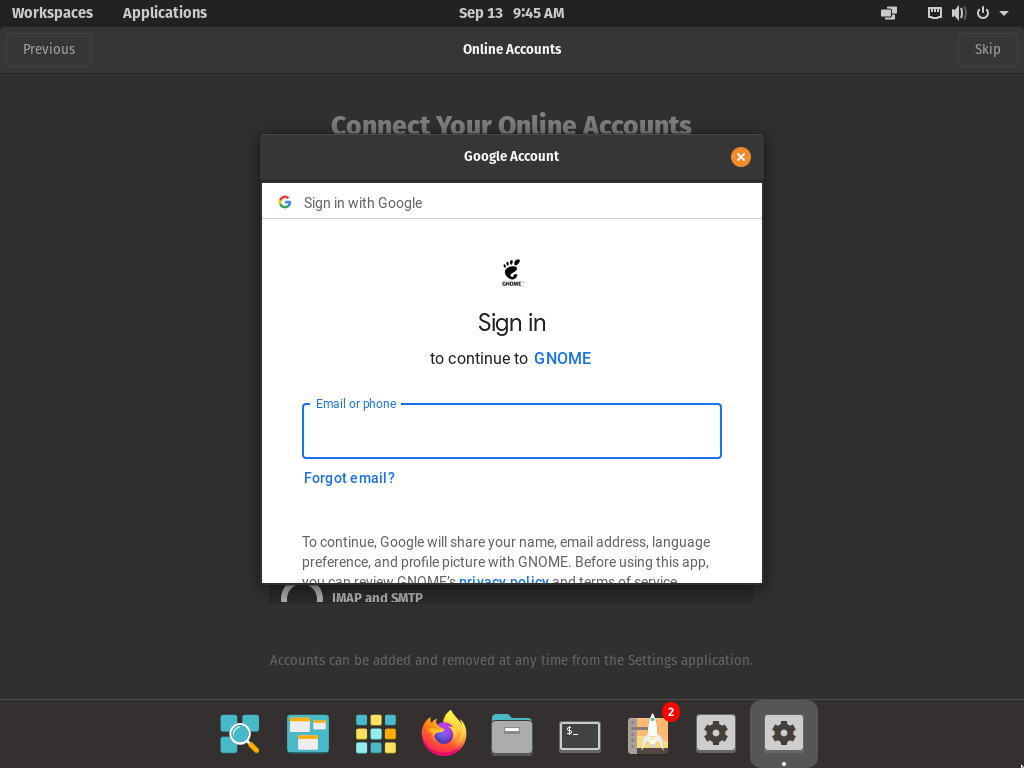 Workspaces Applications Sep 13 9:45 AM
Previous Online Accounts Skip
Connect Your Online Accounts
Google Account
Sign in with Google
GNOME
Sign in
to continue to GNOME
Email or phone
Forgot email?
To continue, Google will share your name, email address, language
preference, and profile picture with GNOME. Before using this app,
you can review GNOME's privacy policy and terms of service.
IMAP and SMTP
Accounts can be added and removed at any time from the Settings application.
$_
2